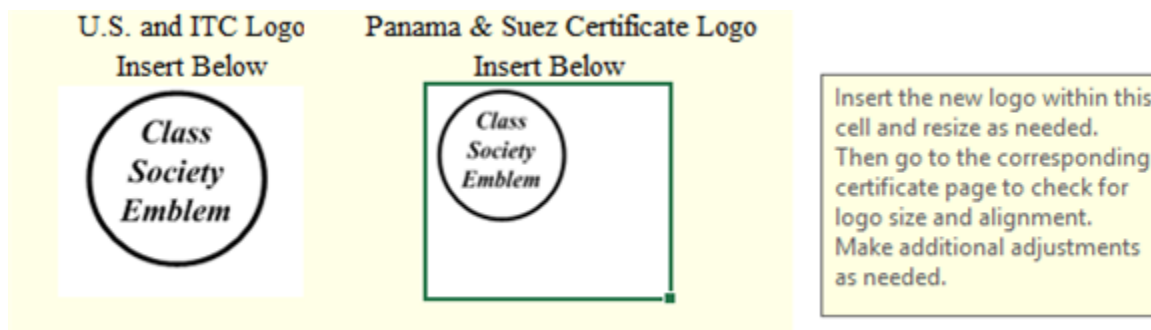 U.S. and ITC Logo
Insert Below
Class
Society
Emblem
Panama & Suez Certificate Logo
Insert Below
Class
Society
Emblem
Insert the new logo within this
cell and resize as needed.
Then go to the corresponding
certificate page to check for
logo size and alignment.
Make additional adjustments
as needed.